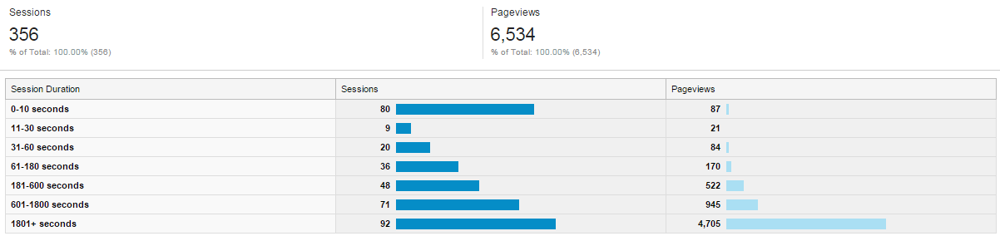 Sessions Pageviews
356 6,534
% of Total: 100.00% (356) % of Total: 100.00% (6,534)
Session Duration Sessions Pageviews
0-10 seconds 80 87
11-30 seconds 9 21
31-60 seconds 20 84
61-180 seconds 36 170
181-600 seconds 48 522
601-1800 seconds 71 945
1801+ seconds 92 4,705